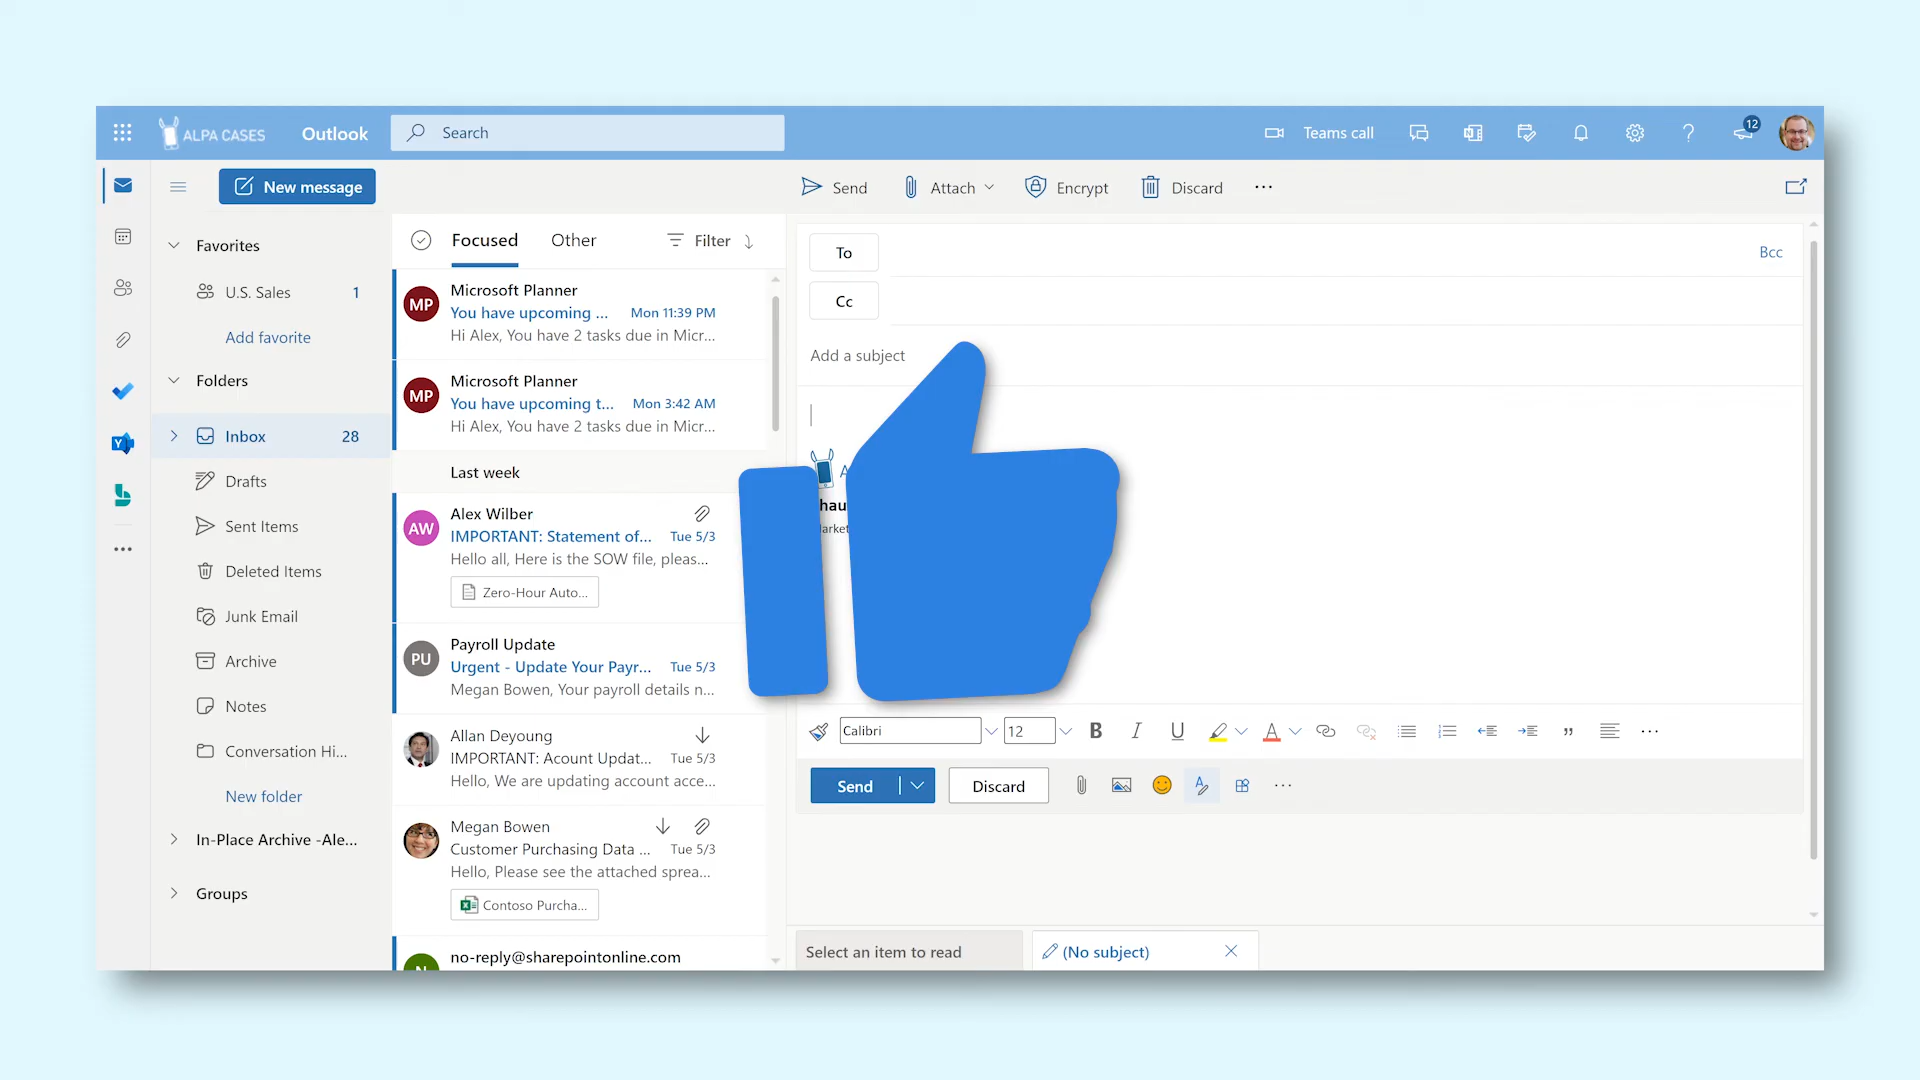 ALPA CASES
Outlook
Search
Teams call
12
New message
Send
Attach
Encrypt
Discard
Favorites
U.S. Sales 1
Add favorite
Folders
Inbox 28
Drafts
Sent Items
Deleted Items
Junk Email
Archive
Notes
Conversation Hi...
New folder
In-Place Archive -Ale...
Groups
Focused
Other
Filter
MP
Microsoft Planner
You have upcoming ... Mon 11:39 PM
Hi Alex, You have 2 tasks due in Micr...
MP
Microsoft Planner
You have upcoming t... Mon 3:42 AM
Hi Alex, You have 2 tasks due in Micr...
Last week
AW
Alex Wilber
IMPORTANT: Statement of... Tue 5/3
Hello all, Here is the SOW file, pleas...
Zero-Hour Auto...
PU
Payroll Update
Urgent - Update Your Payr... Tue 5/3
Megan Bowen, Your payroll details n...
Allan Deyoung
IMPORTANT: Acount Updat... Tue 5/3
Hello, We are updating account acce...
Megan Bowen
Customer Purchasing Data ... Tue 5/3
Hello, Please see the attached sprea...
Contoso Purcha...
no-reply@sharepointonline.com
To
Bcc
Cc
Add a subject
Calibri
12
B I U
Send
Discard
Select an item to read
(No subject)